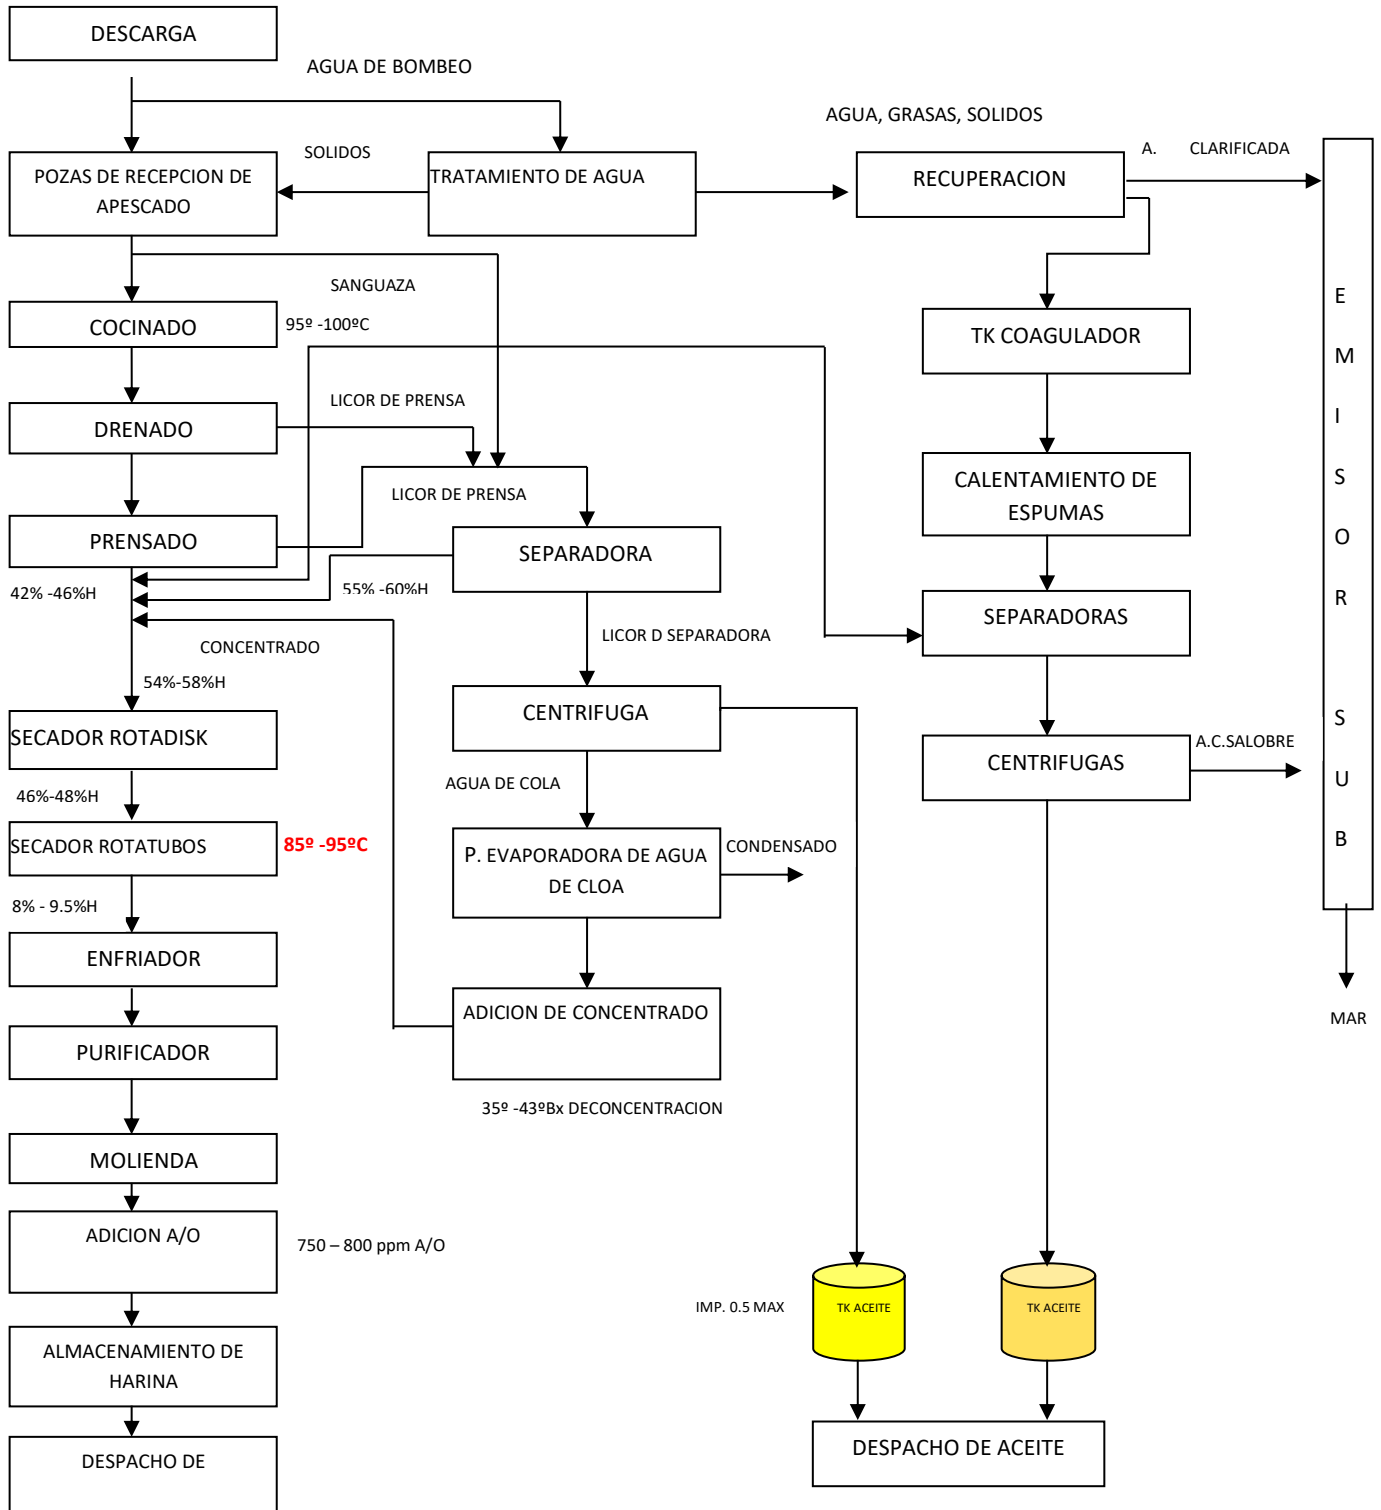 DESCARGA
AGUA DE BOMBEO
AGUA, GRASAS, SOLIDOS
SOLIDOS
A. CLARIFICADA
POZAS DE RECEPCION DE
APESCADO
TRATAMIENTO DE AGUA
RECUPERACION
SANGUAZA
COCINADO
95º -100ºC
TK COAGULADOR
LICOR DE PRENSA
DRENADO
CALENTAMIENTO DE
ESPUMAS
LICOR DE PRENSA
PRENSADO
SEPARADORA
42% -46%H
55% -60%H
SEPARADORAS
LICOR D SEPARADORA
CONCENTRADO
54%-58%H
SECADOR ROTADISK
CENTRIFUGA
CENTRIFUGAS
A.C.SALOBRE
46%-48%H
AGUA DE COLA
SECADOR ROTATUBOS
85º -95ºC
P. EVAPORADORA DE AGUA
DE CLOA
CONDENSADO
8% - 9.5%H
ENFRIADOR
ADICION DE CONCENTRADO
PURIFICADOR
35º -43ºBx DECONCENTRACION
MOLIENDA
ADICION A/O
750 – 800 ppm A/O
IMP. 0.5 MAX
TK ACEITE
TK ACEITE
ALMACENAMIENTO DE
HARINA
DESPACHO DE
DESPACHO DE ACEITE
E
M
I
S
O
R
S
U
B
MAR